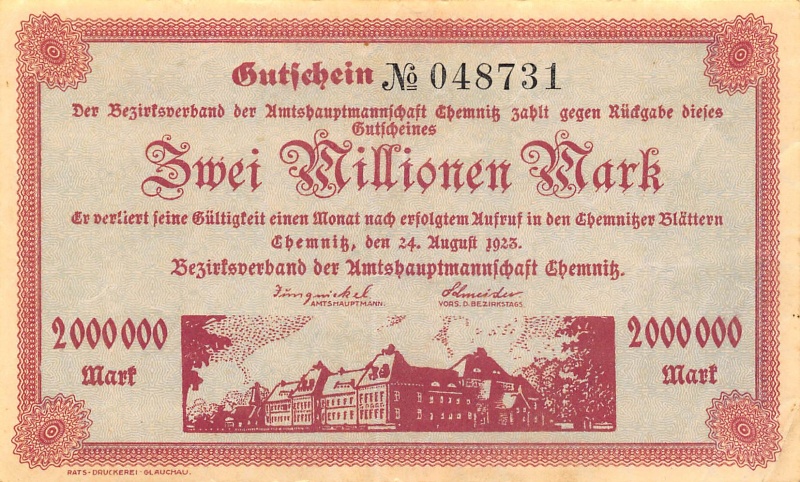 Gutschein № 048731
Der Bezirksverband der Amtshauptmannschaft Chemnitz zahlt gegen Rückgabe dieses
Gutscheines
Zwei Millionen Mark
Er verliert seine Gültigkeit einen Monat nach erfolgtem Aufruf in den Chemnitzer Blättern
Chemnitz, den 24. August 1923.
Bezirksverband der Amtshauptmannschaft Chemnitz.
Jungnickel Schneider
AMTSHAUPTMANN. VORS. D. BEZIRKSTAGS.
2000000 2000000
Mark Mark
RATS-DRUCKEREI · GLAUCHAU.